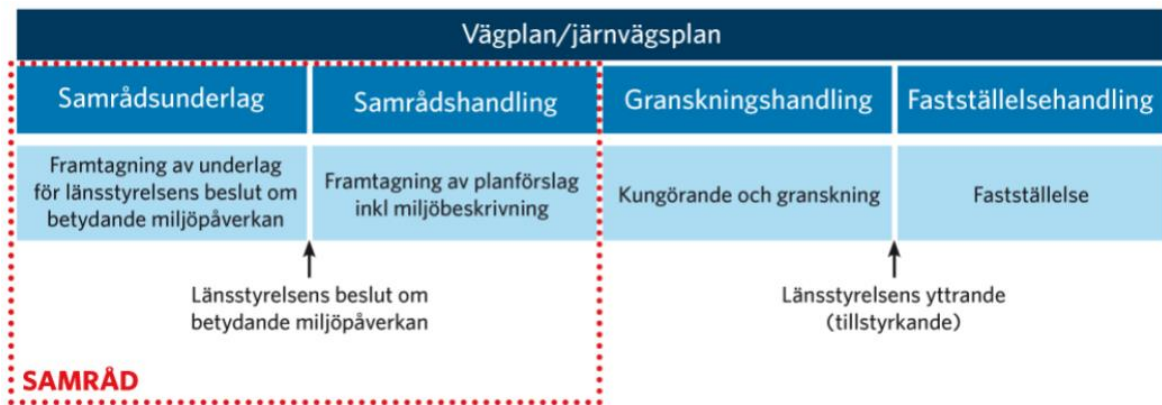 Vägplan/järnvägsplan
Samrådsunderlag
Samrådshandling
Granskningshandling
Fastställelsehandling
Framtagning av underlag
för länsstyrelsens beslut om
betydande miljöpåverkan
Framtagning av planförslag
inkl miljöbeskrivning
Kungörande och granskning
Fastställelse
Länsstyrelsens beslut om
betydande miljöpåverkan
Länsstyrelsens yttrande
(tillstyrkande)
SAMRÅD